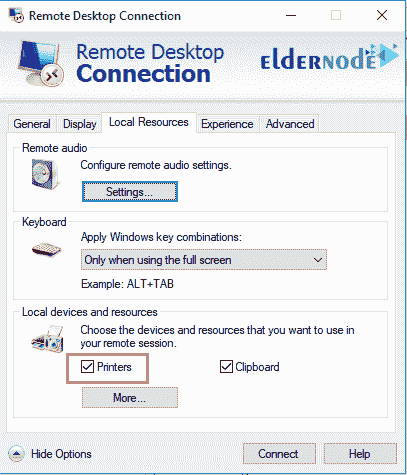 Remote Desktop Connection
Remote Desktop
Connection
eldernode
General Display Local Resources Experience Advanced
Remote audio
Configure remote audio settings.
Settings...
Keyboard
Apply Windows key combinations:
Only when using the full screen
Example: ALT+TAB
Local devices and resources
Choose the devices and resources that you want to use in
your remote session.
Printers Clipboard
More...
Hide Options Connect Help